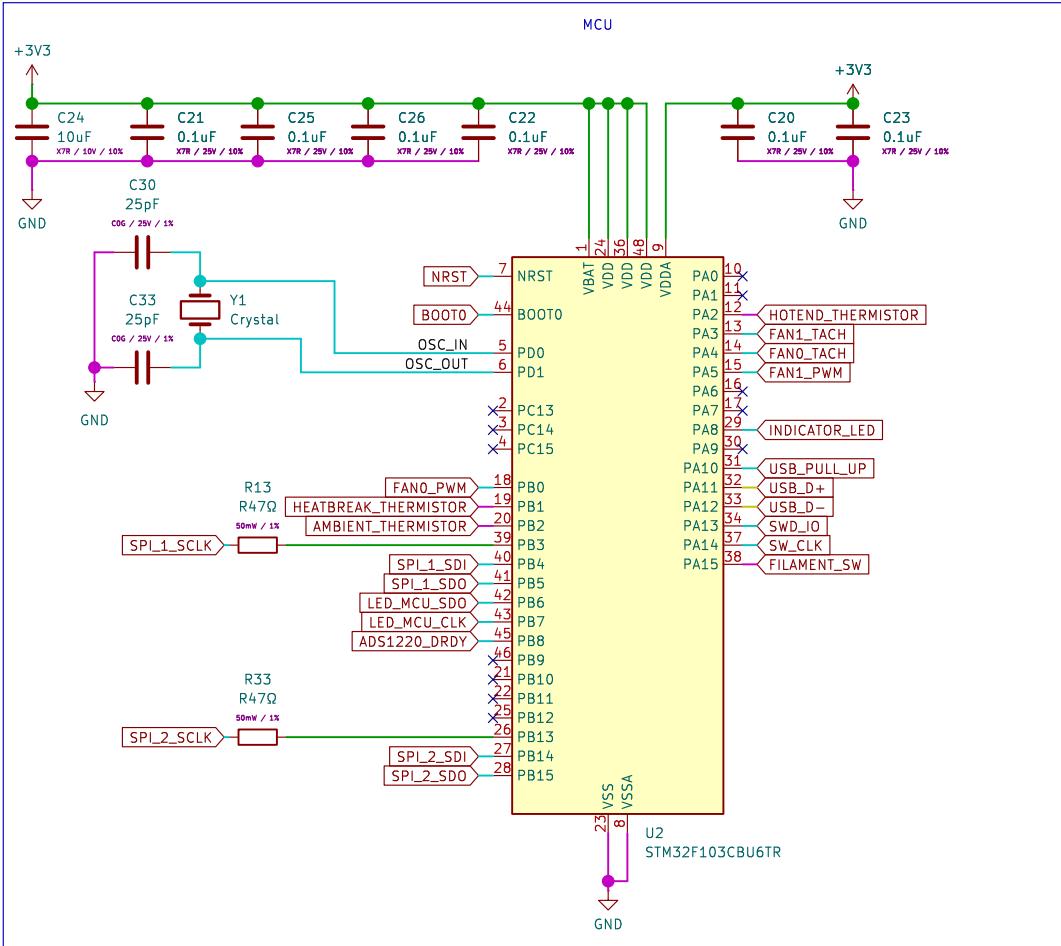 MCU
+3V3
+3V3
C24
10uF
X7R / 10V / 10%
C21
0.1uF
X7R / 25V / 10%
C25
0.1uF
X7R / 25V / 10%
C26
0.1uF
X7R / 25V / 10%
C22
0.1uF
X7R / 25V / 10%
C20
0.1uF
X7R / 25V / 10%
C23
0.1uF
X7R / 25V / 10%
GND
GND
C30
25pF
C0G / 25V / 1%
C33
25pF
C0G / 25V / 1%
Y1
Crystal
GND
OSC_IN
OSC_OUT
1 VBAT
24 VDD
36 VDD
48 VDD
9 VDDA
NRST 7 NRST
BOOT0 44 BOOT0
5 PD0
6 PD1
2 PC13
3 PC14
4 PC15
FAN0_PWM 18 PB0
HEATBREAK_THERMISTOR 19 PB1
AMBIENT_THERMISTOR 20 PB2
R13
R47Ω
50mW / 1%
SPI_1_SCLK 39 PB3
SPI_1_SDI 40 PB4
SPI_1_SDO 41 PB5
LED_MCU_SDO 42 PB6
LED_MCU_CLK 43 PB7
ADS1220_DRDY 45 PB8
46 PB9
21 PB10
22 PB11
25 PB12
R33
R47Ω
50mW / 1%
SPI_2_SCLK 26 PB13
SPI_2_SDI 27 PB14
SPI_2_SDO 28 PB15
PA0 10
PA1 11
PA2 12 HOTEND_THERMISTOR
PA3 13 FAN1_TACH
PA4 14 FAN0_TACH
PA5 15 FAN1_PWM
PA6 16
PA7 17
PA8 29 INDICATOR_LED
PA9 30
PA10 31 USB_PULL_UP
PA11 32 USB_D+
PA12 33 USB_D-
PA13 34 SWD_IO
PA14 37 SW_CLK
PA15 38 FILAMENT_SW
VSS 23
VSSA 8
U2
STM32F103CBU6TR
GND